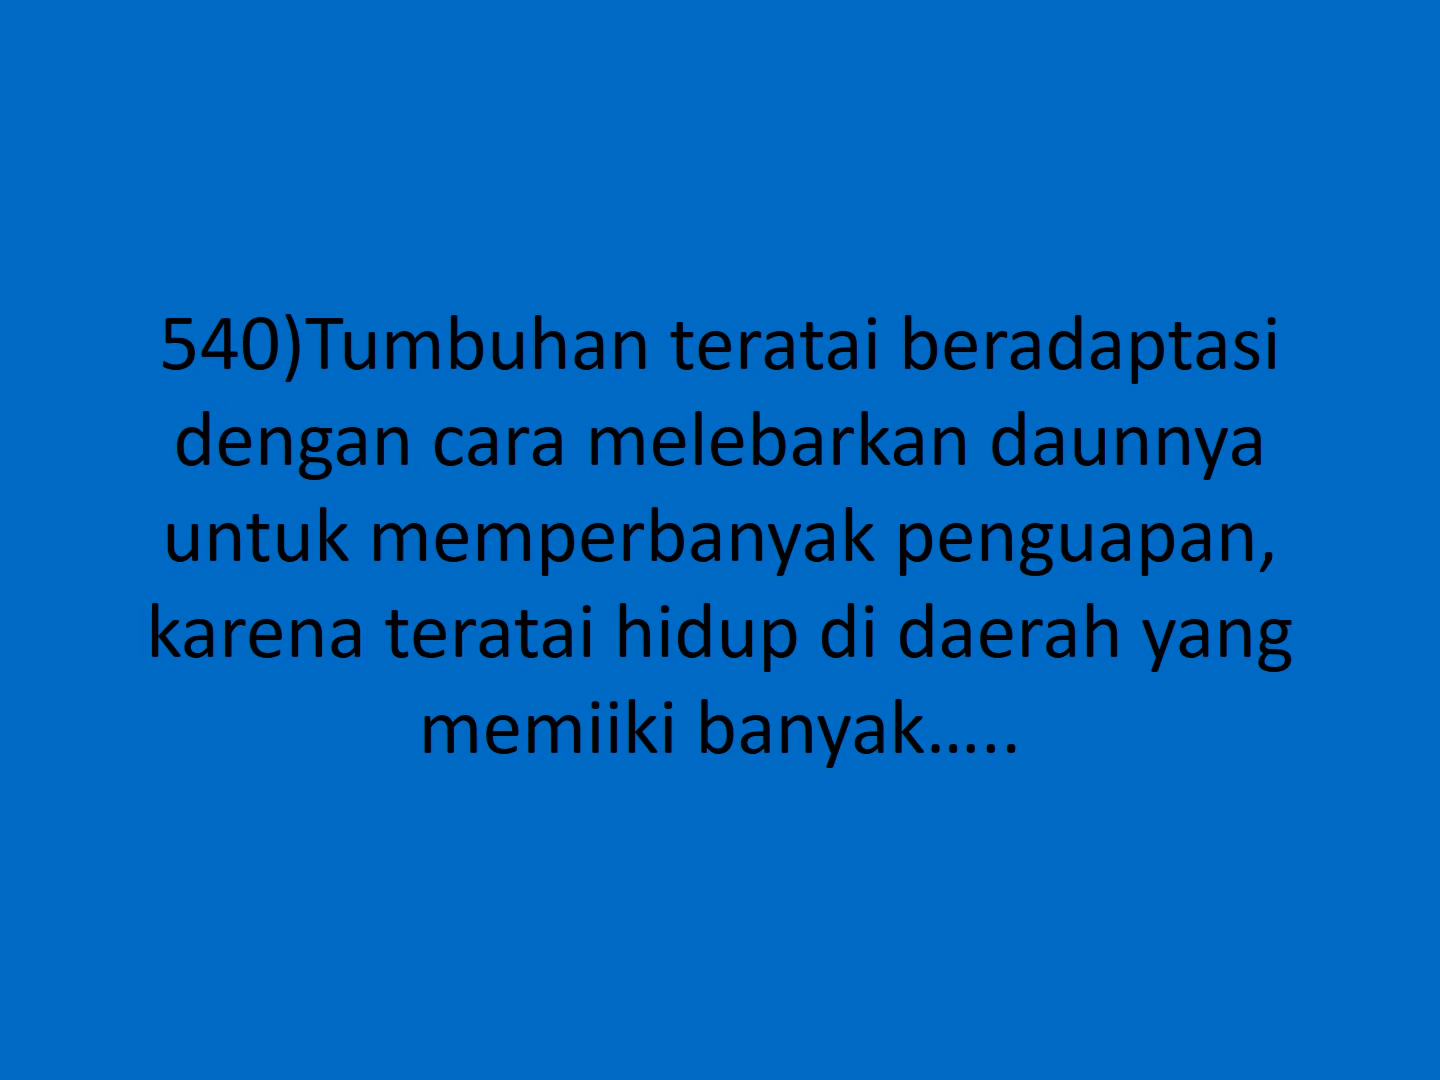 540)Tumbuhan teratai beradaptasi
dengan cara melebarkan daunnya
untuk memperbanyak penguapan,
karena teratai hidup di daerah yang
memiiki banyak…..